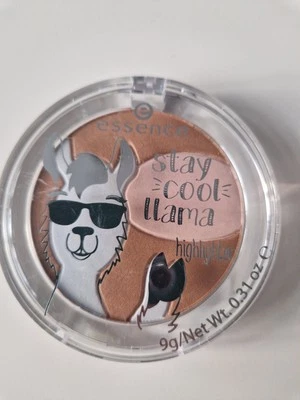 essence
stay
cool
llama
highlighter
9g/Net Wt. 0.31 oz e